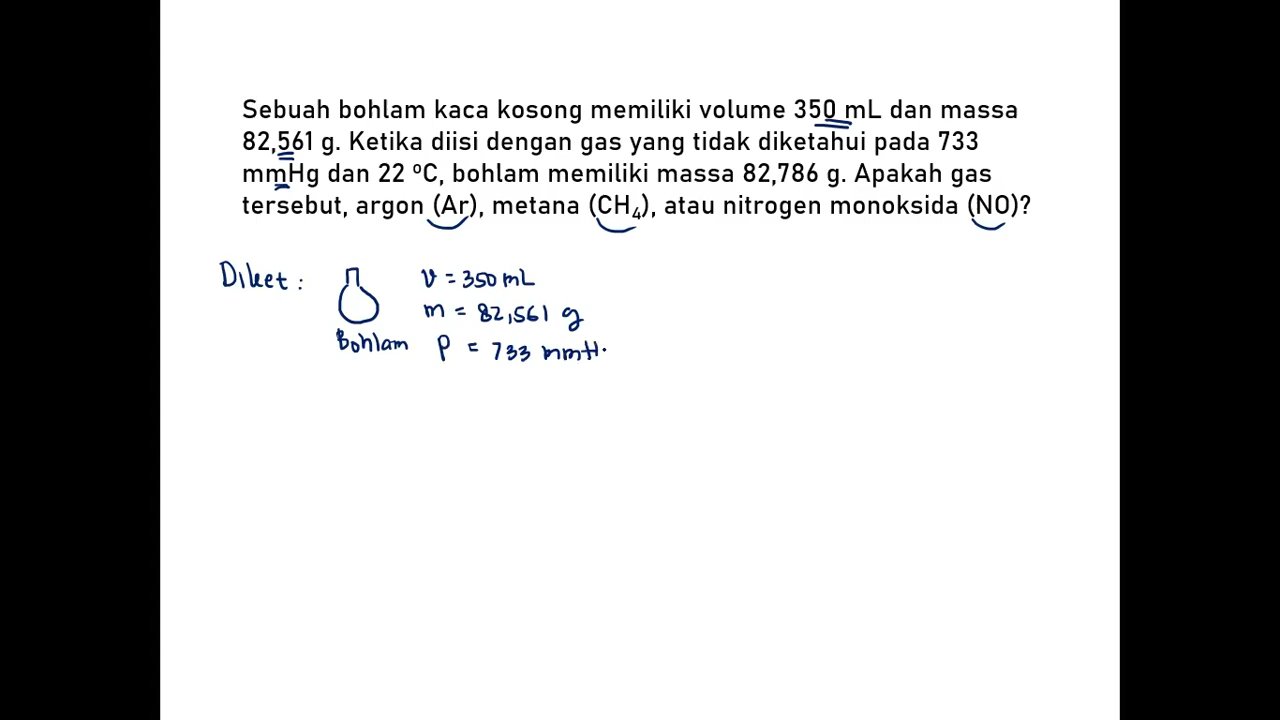 Sebuah bohlam kaca kosong memiliki volume 350 mL dan massa
82,561 g. Ketika diisi dengan gas yang tidak diketahui pada 733
mmHg dan 22 ºC, bohlam memiliki massa 82,786 g. Apakah gas
tersebut, argon (Ar), metana (CH₄), atau nitrogen monoksida (NO)?
Diket : V = 350 mL
m = 82,561 g
Bohlam P = 733 mmH